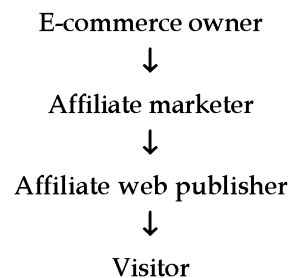 E-commerce owner
↓
Affiliate marketer
↓
Affiliate web publisher
↓
Visitor